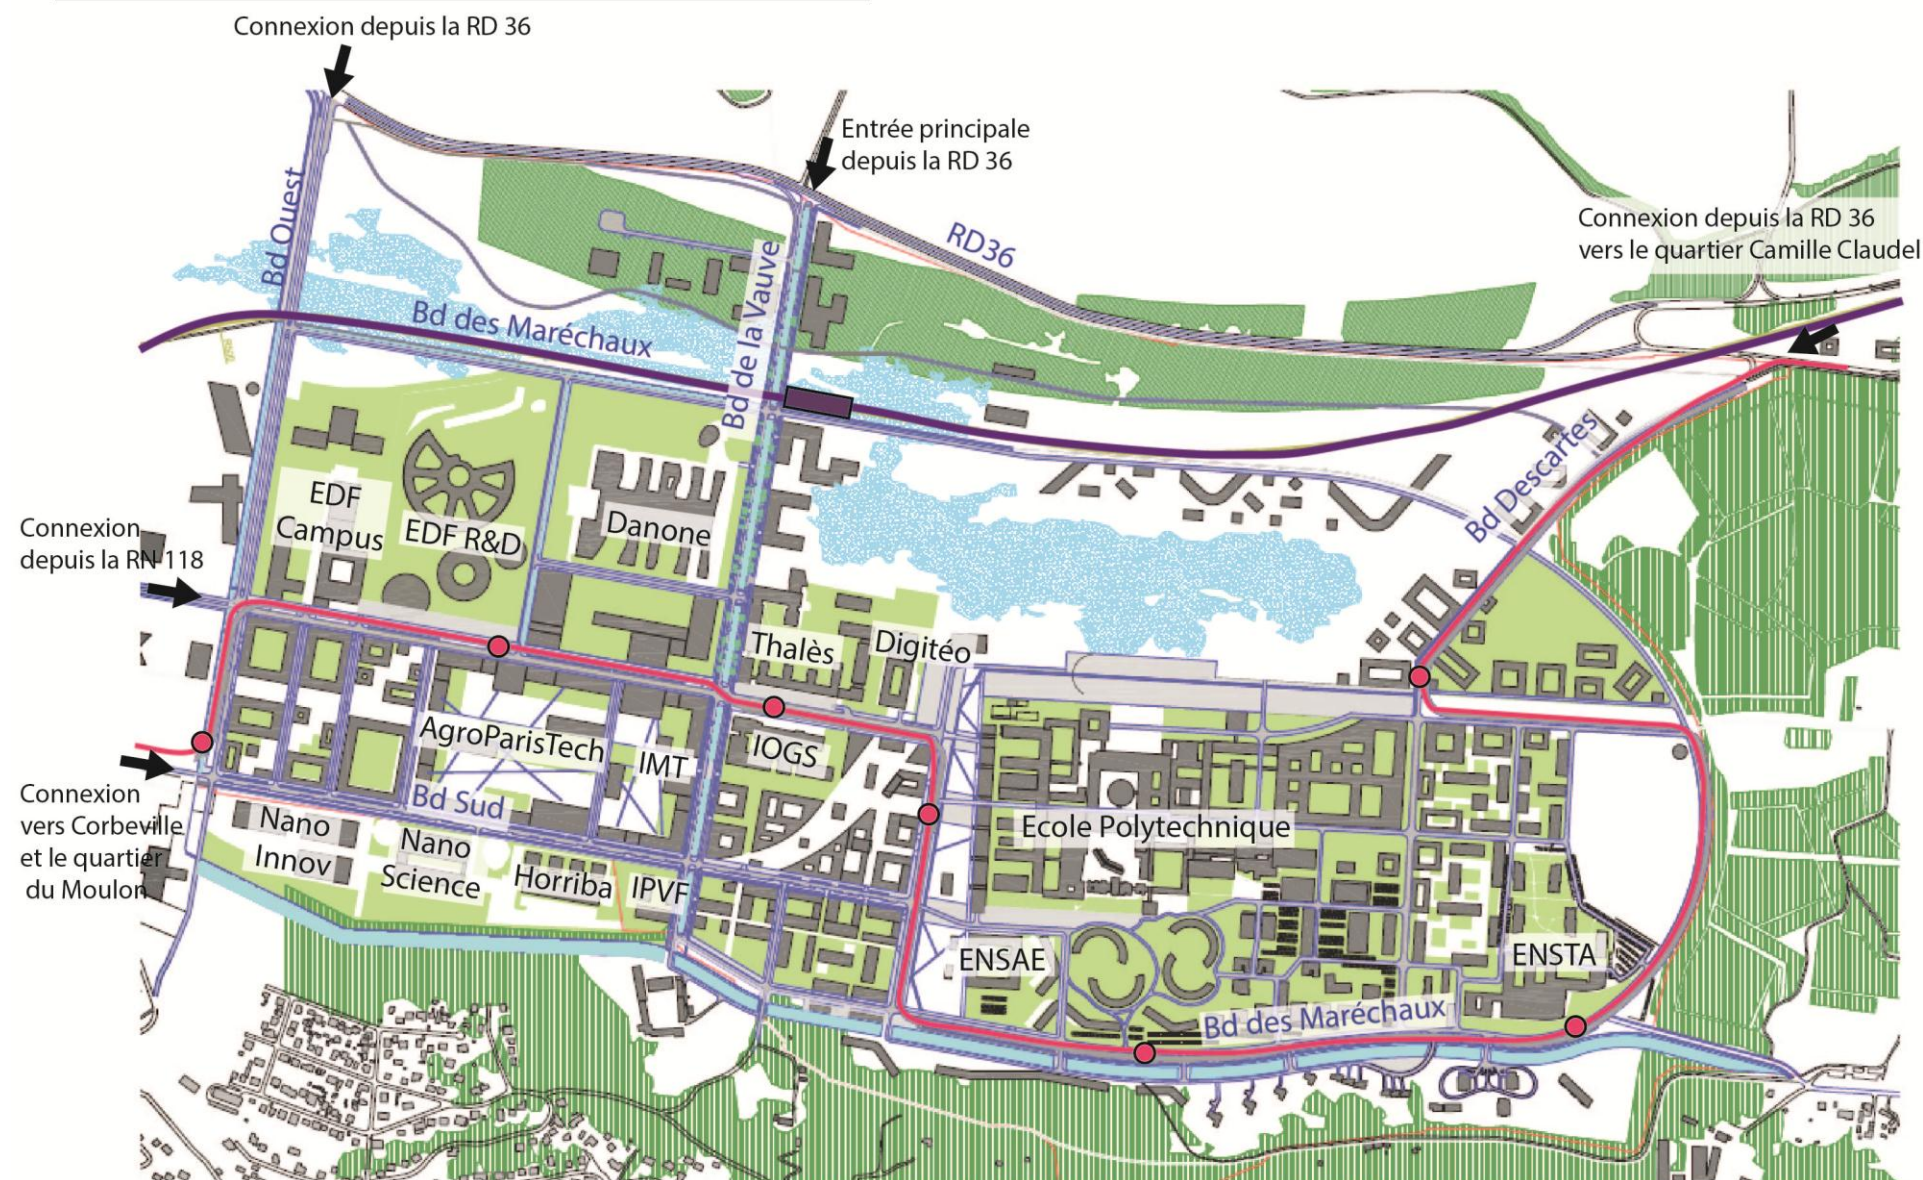 Connexion depuis la RD 36
Entrée principale
depuis la RD 36
Connexion depuis la RD 36
vers le quartier Camille Claudel
RD36
Bd Ouest
Bd de la Vauve
Bd des Maréchaux
Bd Descartes
EDF
Campus
EDF R&D
Danone
Connexion
depuis la RN 118
Thalès
Digitéo
AgroParisTech
IMT
IOGS
Bd Sud
Connexion
vers Corbeville
et le quartier
du Moulon
Nano
Innov
Nano
Science
Horriba
IPVF
Ecole Polytechnique
ENSAE
ENSTA
Bd des Maréchaux